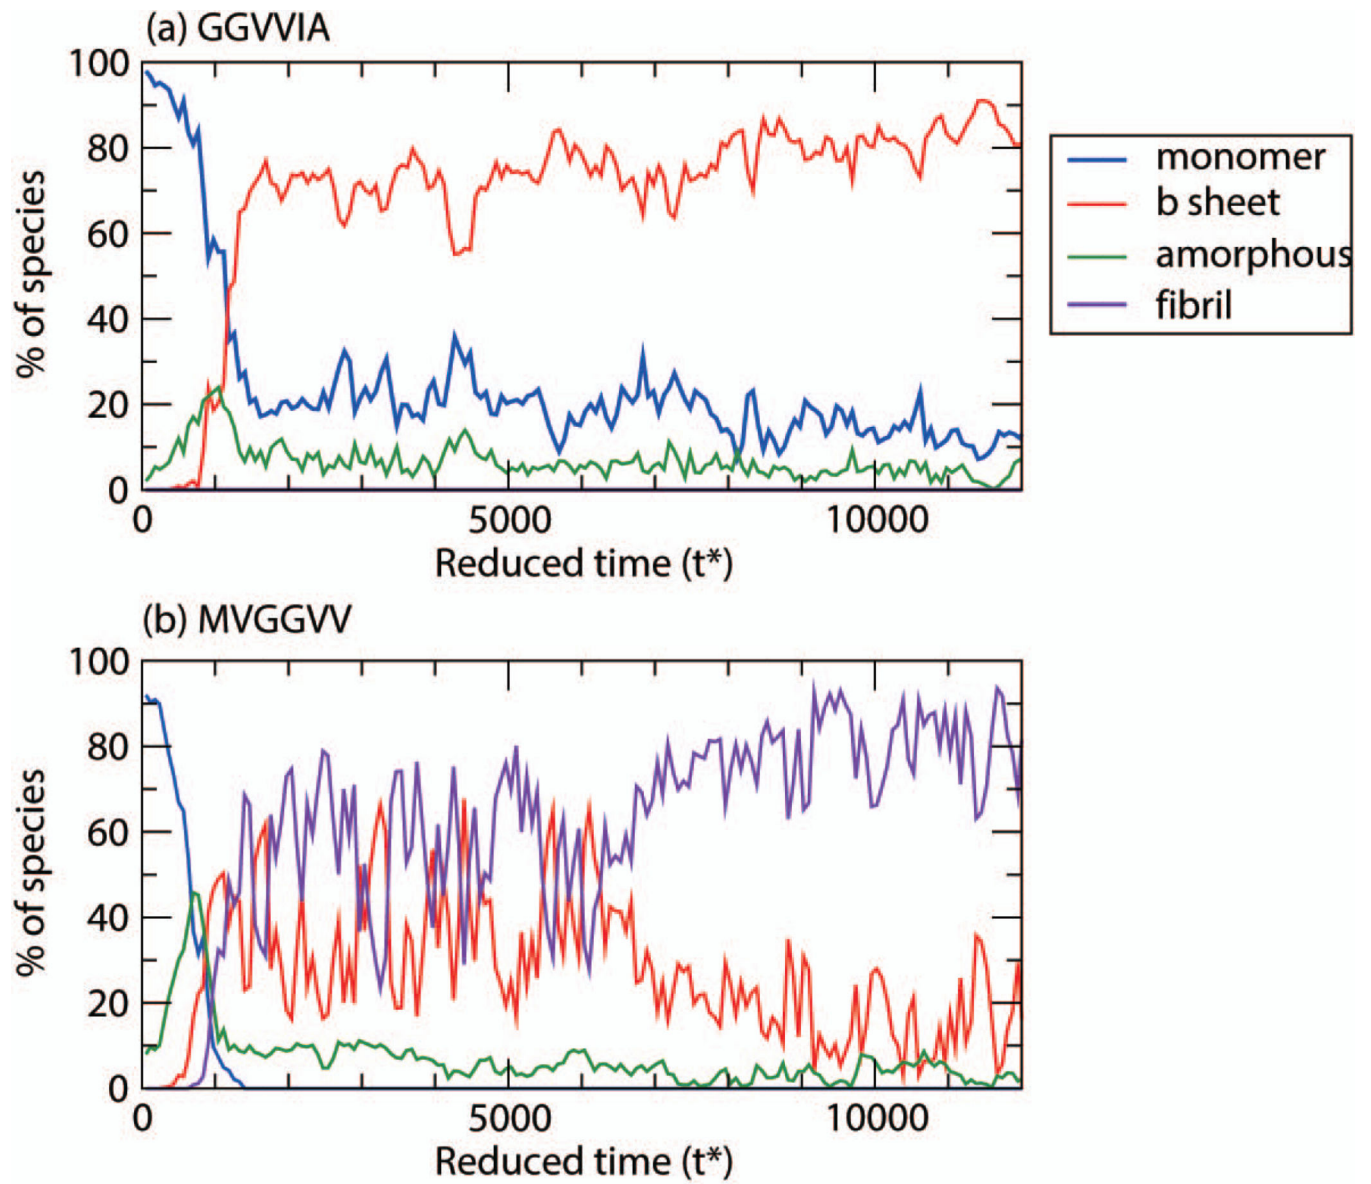 (a) GGVVIA
100
80
60
40
20
0
% of species
0 5000 10000
Reduced time (t*)
monomer
b sheet
amorphous
fibril
(b) MVGGVV
100
80
60
40
20
0
% of species
0 5000 10000
Reduced time (t*)